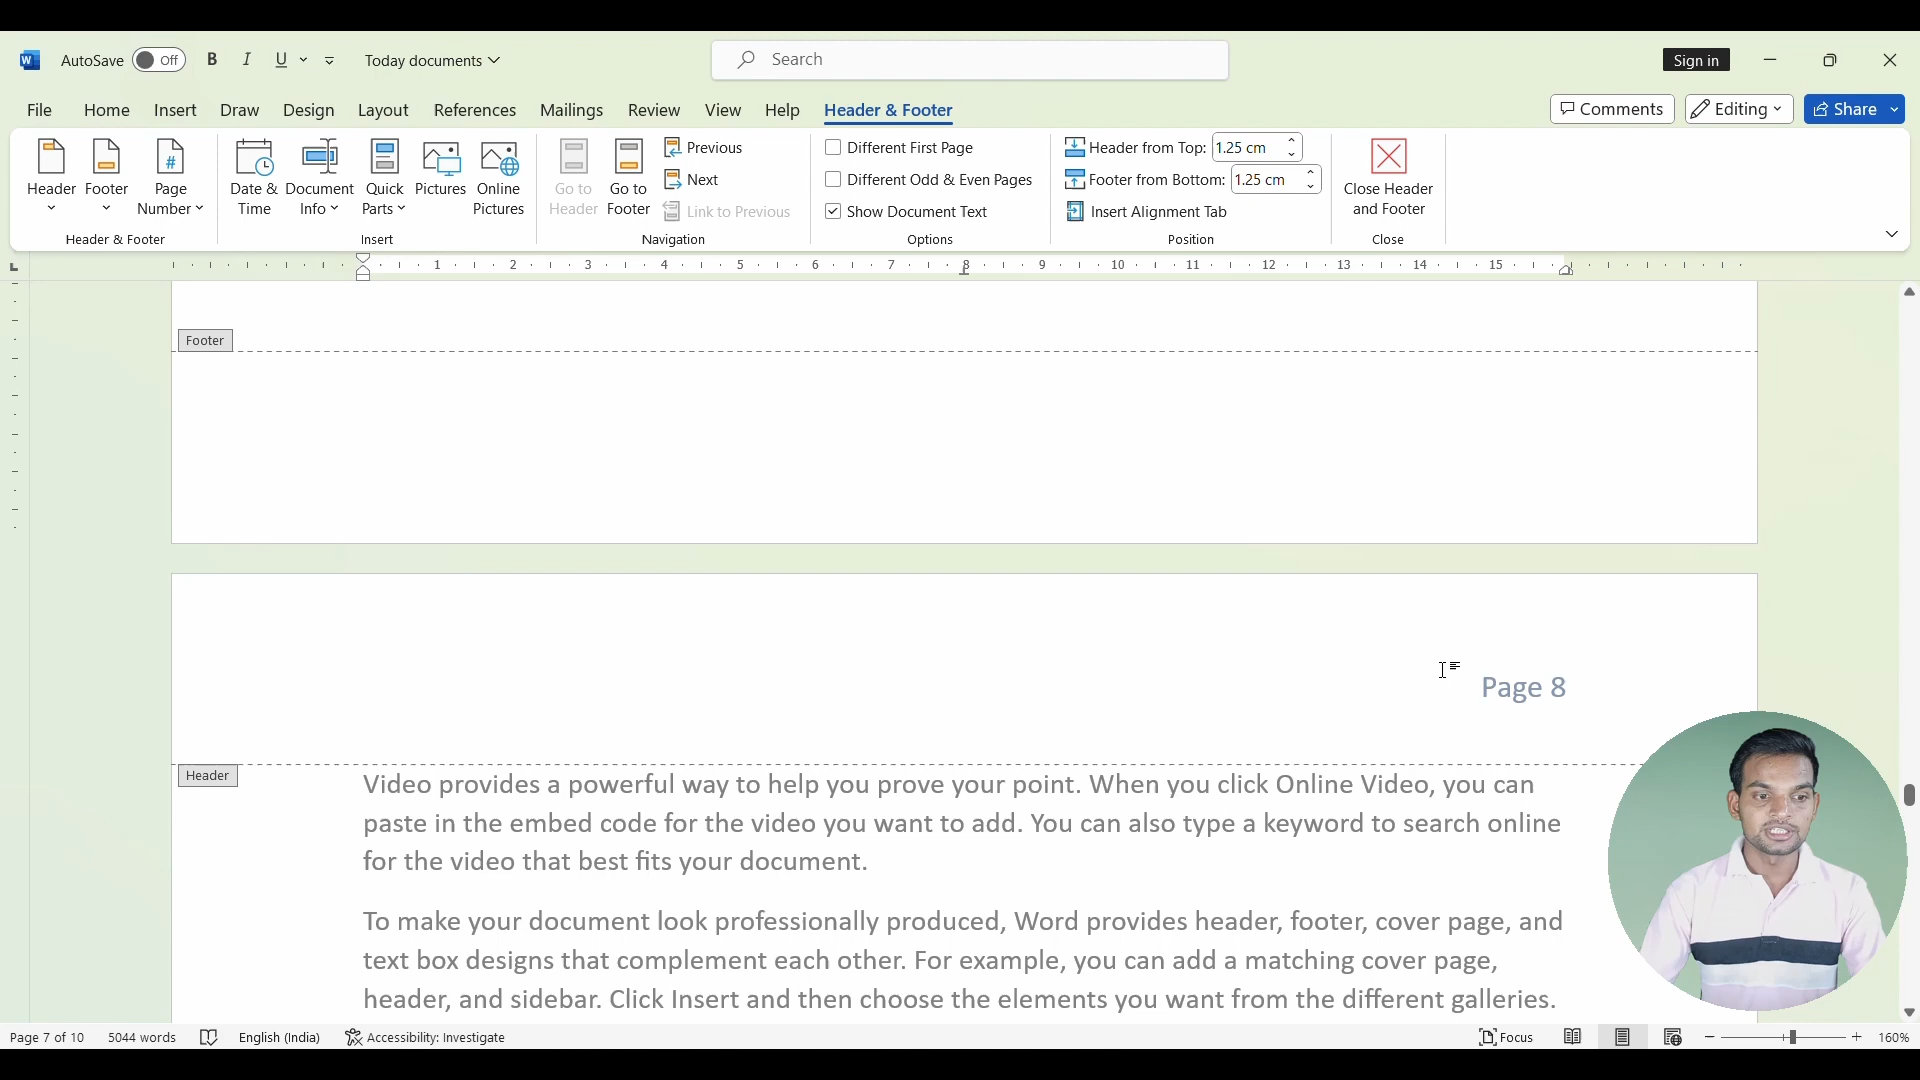 W
AutoSave Off B I U Today documents Search Sign in
File Home Insert Draw Design Layout References Mailings Review View Help Header & Footer Comments Editing Share
Header Footer Page Number
Header & Footer
Date & Time Document Info Quick Parts Pictures Online Pictures
Insert
Go to Header Go to Footer
Previous
Next
Link to Previous
Navigation
Different First Page
Different Odd & Even Pages
Show Document Text
Options
Header from Top: 1.25 cm
Footer from Bottom: 1.25 cm
Insert Alignment Tab
Position
Close Header and Footer
Close
1 2 3 4 5 6 7 8 9 10 11 12 13 14 15
Footer
Page 8
Header
Video provides a powerful way to help you prove your point. When you click Online Video, you can
paste in the embed code for the video you want to add. You can also type a keyword to search online
for the video that best fits your document.
To make your document look professionally produced, Word provides header, footer, cover page, and
text box designs that complement each other. For example, you can add a matching cover page,
header, and sidebar. Click Insert and then choose the elements you want from the different galleries.
Page 7 of 10 5044 words English (India) Accessibility: Investigate Focus 160%